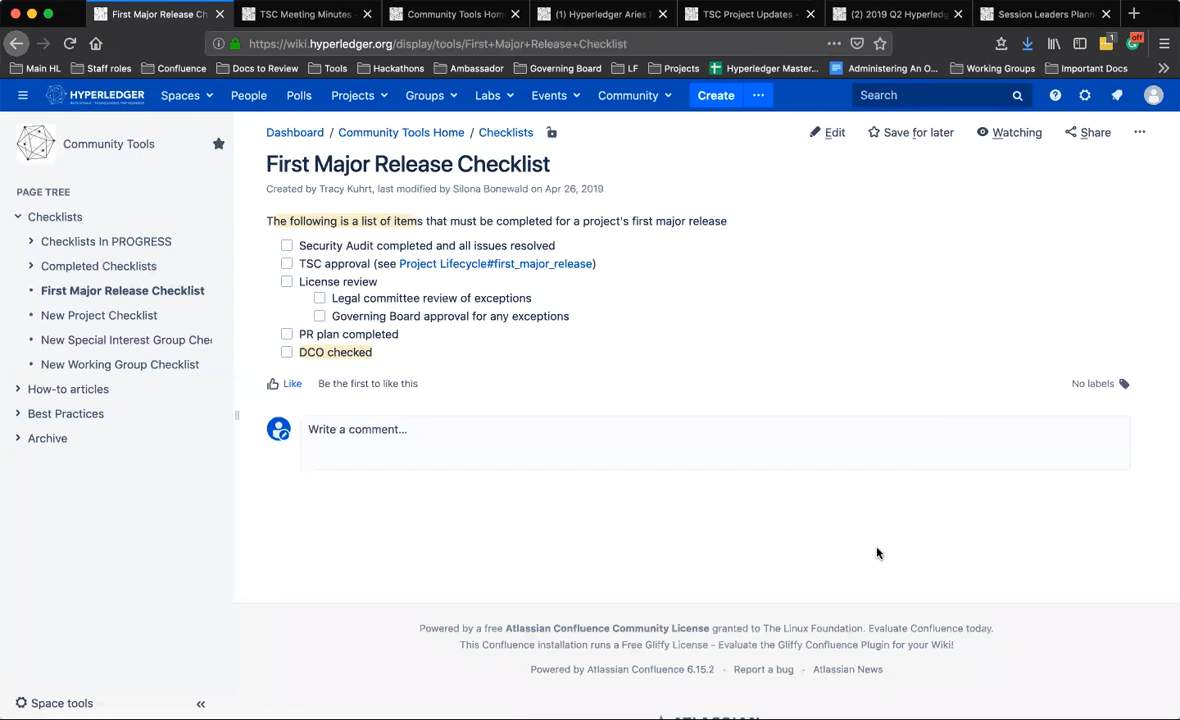 First Major Release Ch
TSC Meeting Minutes -
Community Tools Hom
(1) Hyperledger Aries
TSC Project Updates -
(2) 2019 Q2 Hyperledg
Session Leaders Plann
https://wiki.hyperledger.org/display/tools/First+Major+Release+Checklist
1
off
Main HL
Staff roles
Confluence
Docs to Review
Tools
Hackathons
Ambassador
Governing Board
LF
Projects
Hyperledger Master...
Administering An O...
Working Groups
Important Docs
HYPERLEDGER
Spaces
People
Polls
Projects
Groups
Labs
Events
Community
Create
Search
Community Tools
PAGE TREE
Checklists
Checklists In PROGRESS
Completed Checklists
First Major Release Checklist
New Project Checklist
New Special Interest Group Chec
New Working Group Checklist
How-to articles
Best Practices
Archive
Space tools
Dashboard / Community Tools Home / Checklists
Edit
Save for later
Watching
Share
First Major Release Checklist
Created by Tracy Kuhrt, last modified by Silona Bonewald on Apr 26, 2019
The following is a list of items that must be completed for a project's first major release
Security Audit completed and all issues resolved
TSC approval (see Project Lifecycle#first_major_release)
License review
Legal committee review of exceptions
Governing Board approval for any exceptions
PR plan completed
DCO checked
Like
Be the first to like this
No labels
Write a comment...
Powered by a free Atlassian Confluence Community License granted to The Linux Foundation. Evaluate Confluence today.
This Confluence installation runs a Free Gliffy License - Evaluate the Gliffy Confluence Plugin for your Wiki!
Powered by Atlassian Confluence 6.15.2 · Report a bug · Atlassian News
ATLASSIAN